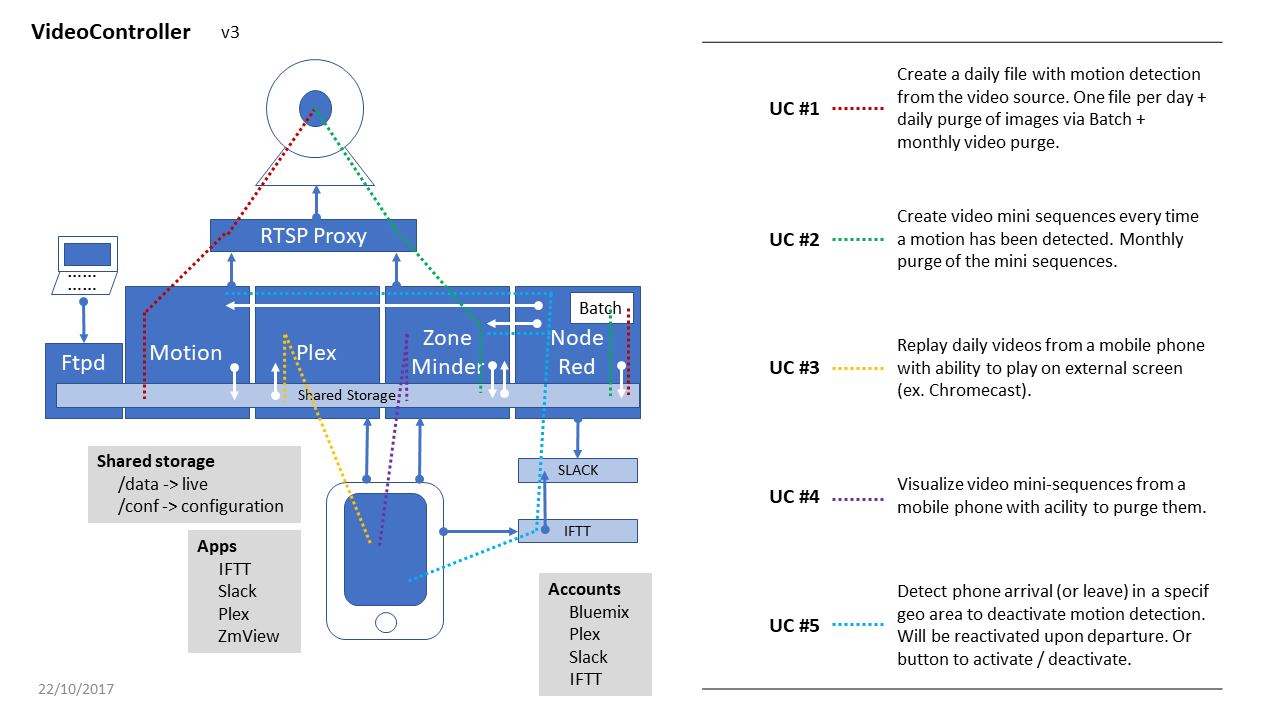 VideoController v3
RTSP Proxy
Batch
Ftpd
Motion
Plex
Zone
Minder
Node
Red
Shared Storage
Shared storage
/data -> live
/conf -> configuration
SLACK
IFTT
Apps
IFTT
Slack
Plex
ZmView
Accounts
Bluemix
Plex
Slack
IFTT
22/10/2017
UC #1
Create a daily file with motion detection
from the video source. One file per day +
daily purge of images via Batch +
monthly video purge.
UC #2
Create video mini sequences every time
a motion has been detected. Monthly
purge of the mini sequences.
UC #3
Replay daily videos from a mobile phone
with ability to play on external screen
(ex. Chromecast).
UC #4
Visualize video mini-sequences from a
mobile phone with acility to purge them.
UC #5
Detect phone arrival (or leave) in a specif
geo area to deactivate motion detection.
Will be reactivated upon departure. Or
button to activate / deactivate.